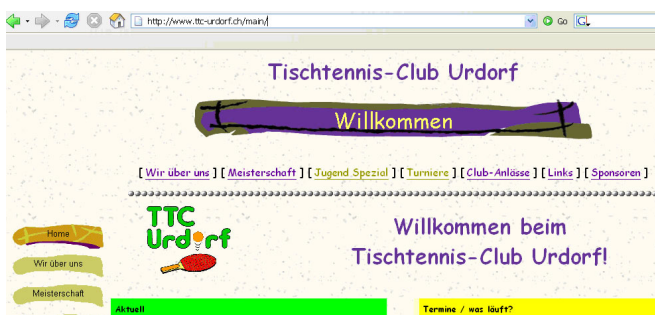 http://www.ttc-urdorf.ch/main/
Go
Tischtennis-Club Urdorf
Willkommen
[ Wir über uns ] [ Meisterschaft ] [ Jugend Spezial ] [ Turniere ] [ Club-Anlässe ] [ Links ] [ Sponsoren ]
TTC
Urdorf
Willkommen beim
Tischtennis-Club Urdorf!
Home
Wir über uns
Meisterschaft
Aktuell
Termine / was läuft?